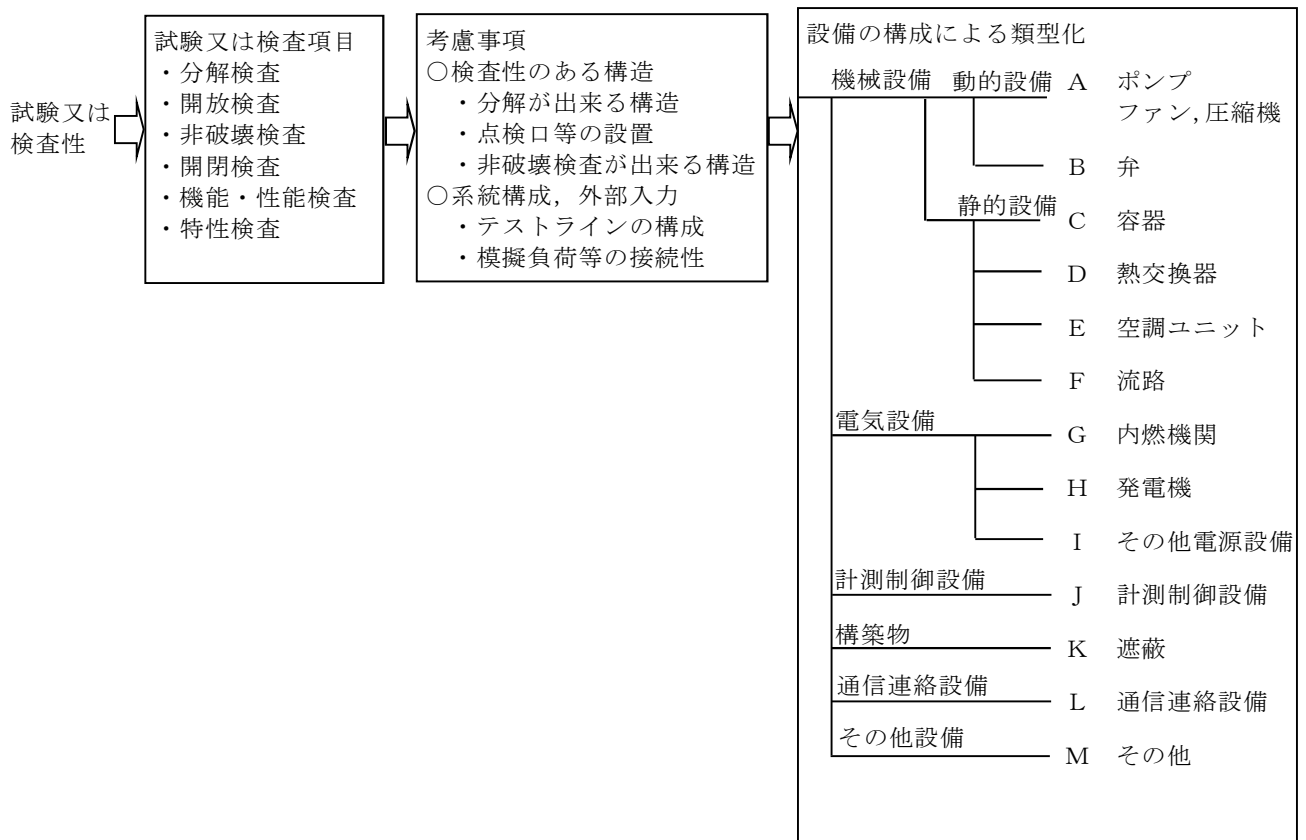 試験又は
検査性
試験又は検査項目
・分解検査
・開放検査
・非破壊検査
・開閉検査
・機能・性能検査
・特性検査
考慮事項
○検査性のある構造
・分解が出来る構造
・点検口等の設置
・非破壊検査が出来る構造
○系統構成，外部入力
・テストラインの構成
・模擬負荷等の接続性
設備の構成による類型化
機械設備 動的設備 A ポンプ
ファン,圧縮機
B 弁
静的設備
C 容器
D 熱交換器
E 空調ユニット
F 流路
電気設備
G 内燃機関
H 発電機
I その他電源設備
計測制御設備
J 計測制御設備
構築物
K 遮蔽
通信連絡設備
L 通信連絡設備
その他設備
M その他